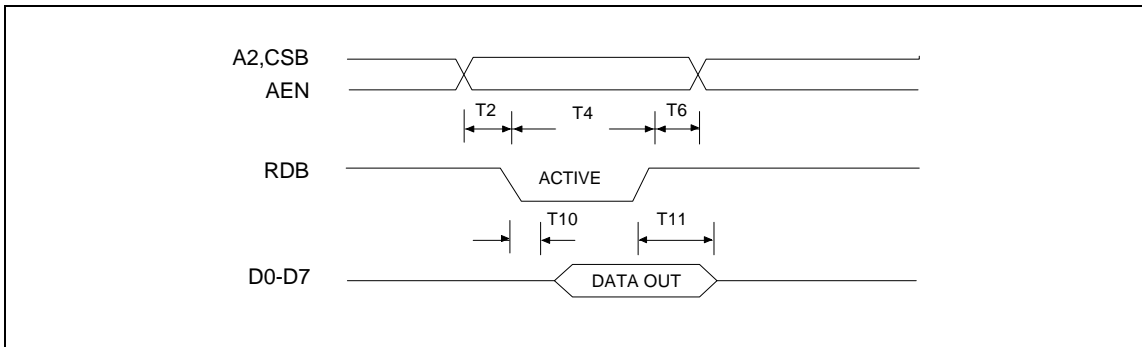 A2,CSB
AEN
T2 T4 T6
RDB
ACTIVE
T10 T11
D0-D7
DATA OUT